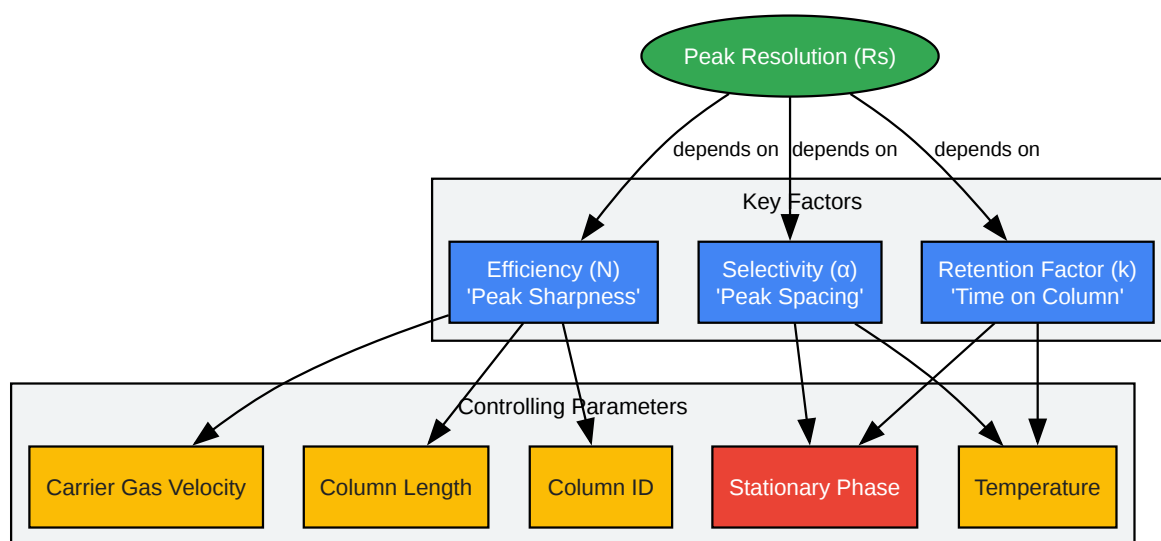 Peak Resolution (Rs)
depends on
depends on
depends on
Key Factors
Efficiency (N)
'Peak Sharpness'
Selectivity (α)
'Peak Spacing'
Retention Factor (k)
'Time on Column'
Controlling Parameters
Carrier Gas Velocity
Column Length
Column ID
Stationary Phase
Temperature